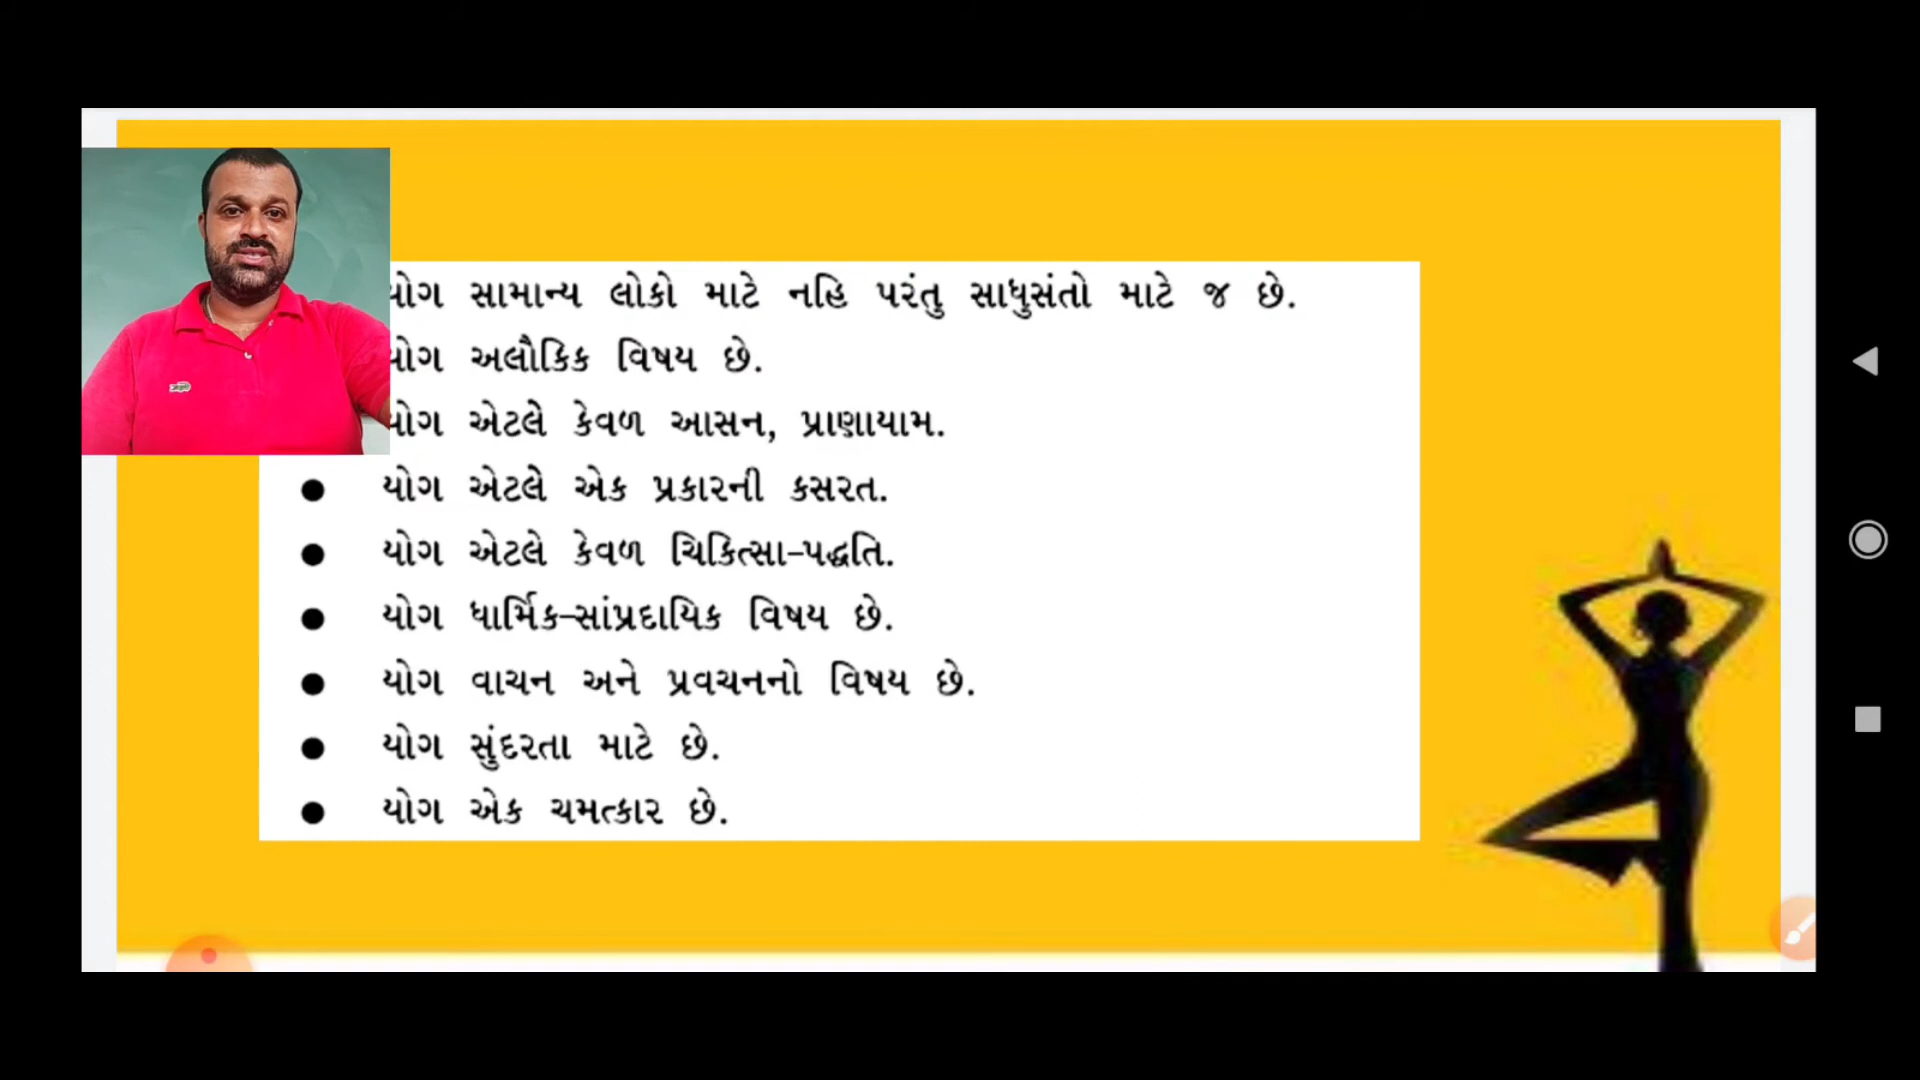 યોગ સામાન્ય લોકો માટે નહિ પરંતુ સાધુસંતો માટે જ છે.
યોગ અલૌકિક વિષય છે.
યોગ એટલે કેવળ આસન, પ્રાણાયામ.
● યોગ એટલે એક પ્રકારની કસરત.
● યોગ એટલે કેવળ ચિકિત્સા–પદ્ધતિ.
● યોગ ધાર્મિક–સાંપ્રદાયિક વિષય છે.
● યોગ વાચન અને પ્રવચનનો વિષય છે.
● યોગ સુંદરતા માટે છે.
● યોગ એક ચમત્કાર છે.